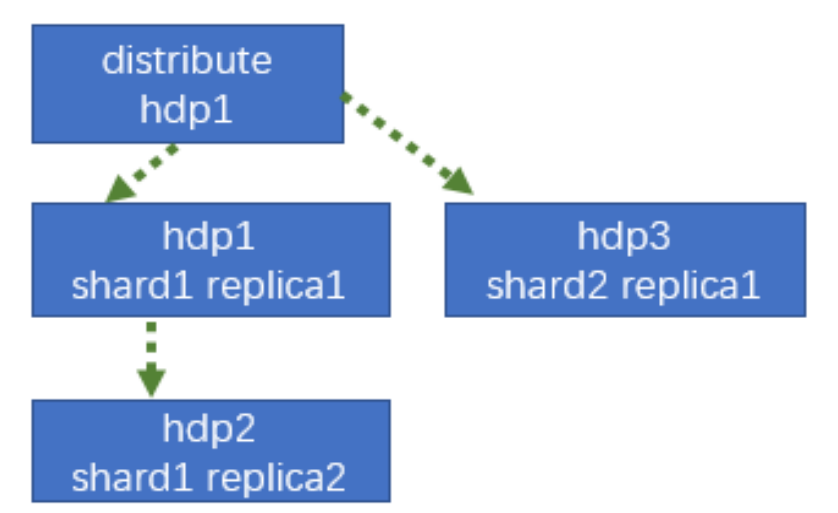 distribute
hdp1
hdp1
shard1 replica1
hdp3
shard2 replica1
hdp2
shard1 replica2